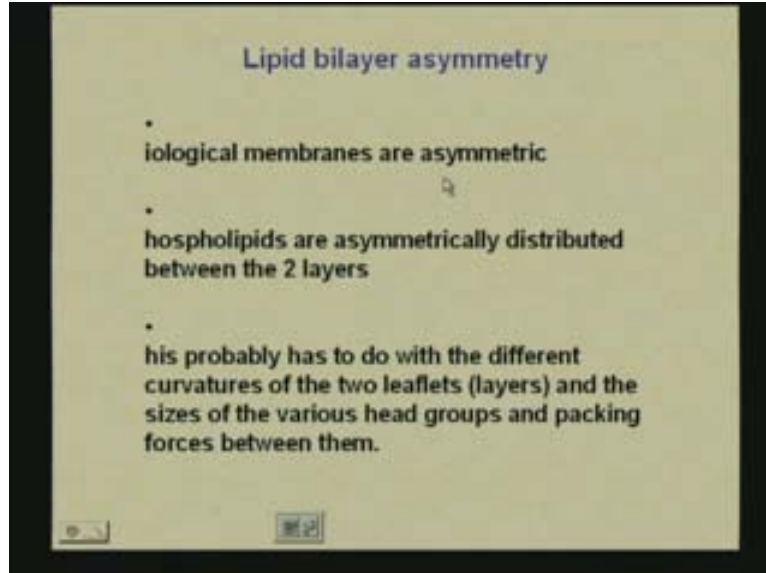 Lipid bilayer asymmetry
•
iological membranes are asymmetric
•
hospholipids are asymmetrically distributed
between the 2 layers
•
his probably has to do with the different
curvatures of the two leaflets (layers) and the
sizes of the various head groups and packing
forces between them.